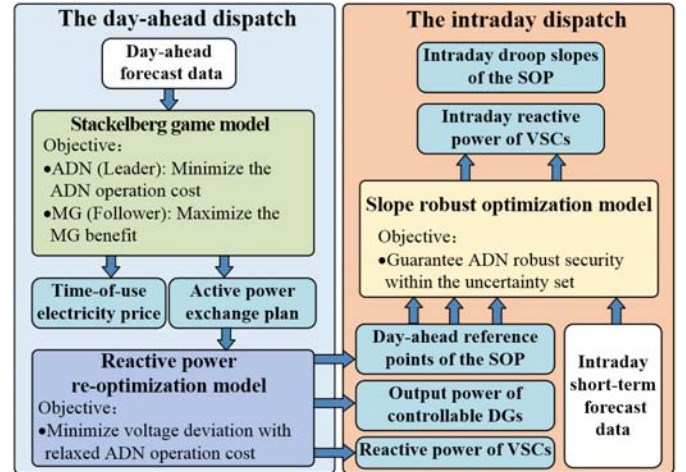 The day-ahead dispatch
Day-ahead
forecast data
Stackelberg game model
Objective:
•ADN (Leader): Minimize the
ADN operation cost
•MG (Follower): Maximize the
MG benefit
Time-of-use
electricity price
Active power
exchange plan
Reactive power
re-optimization model
Objective:
•Minimize voltage deviation with
relaxed ADN operation cost
The intraday dispatch
Intraday droop slopes
of the SOP
Intraday reactive
power of VSCs
Slope robust optimization model
Objective:
•Guarantee ADN robust security
within the uncertainty set
Day-ahead reference
points of the SOP
Output power of
controllable DGs
Reactive power of VSCs
Intraday
short-term
forecast
data